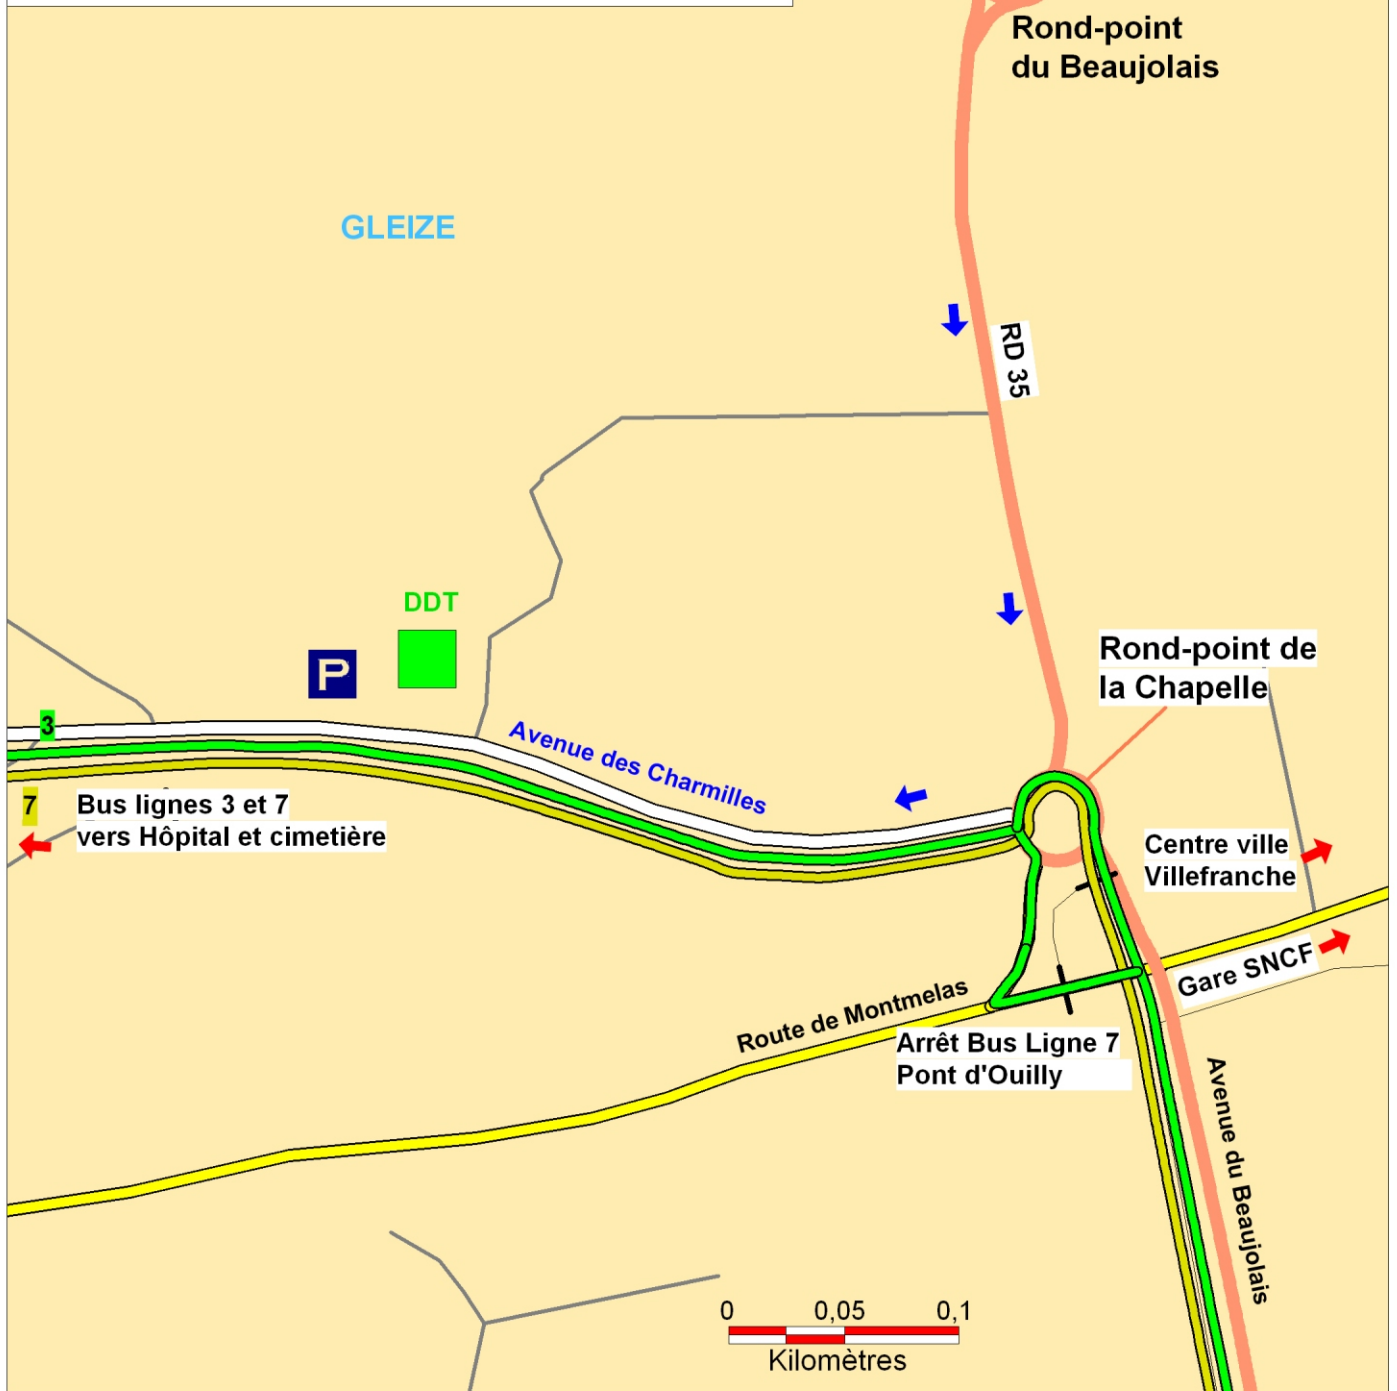 Rond-point
du Beaujolais
GLEIZE
RD 35
DDT
P
Rond-point de
la Chapelle
3
Avenue des Charmilles
7
Bus lignes 3 et 7
vers Hôpital et cimetière
Centre ville
Villefranche
Gare SNCF
Route de Montmelas
Arrêt Bus Ligne 7
Pont d'Ouilly
Avenue du Beaujolais
0 0,05 0,1
Kilomètres